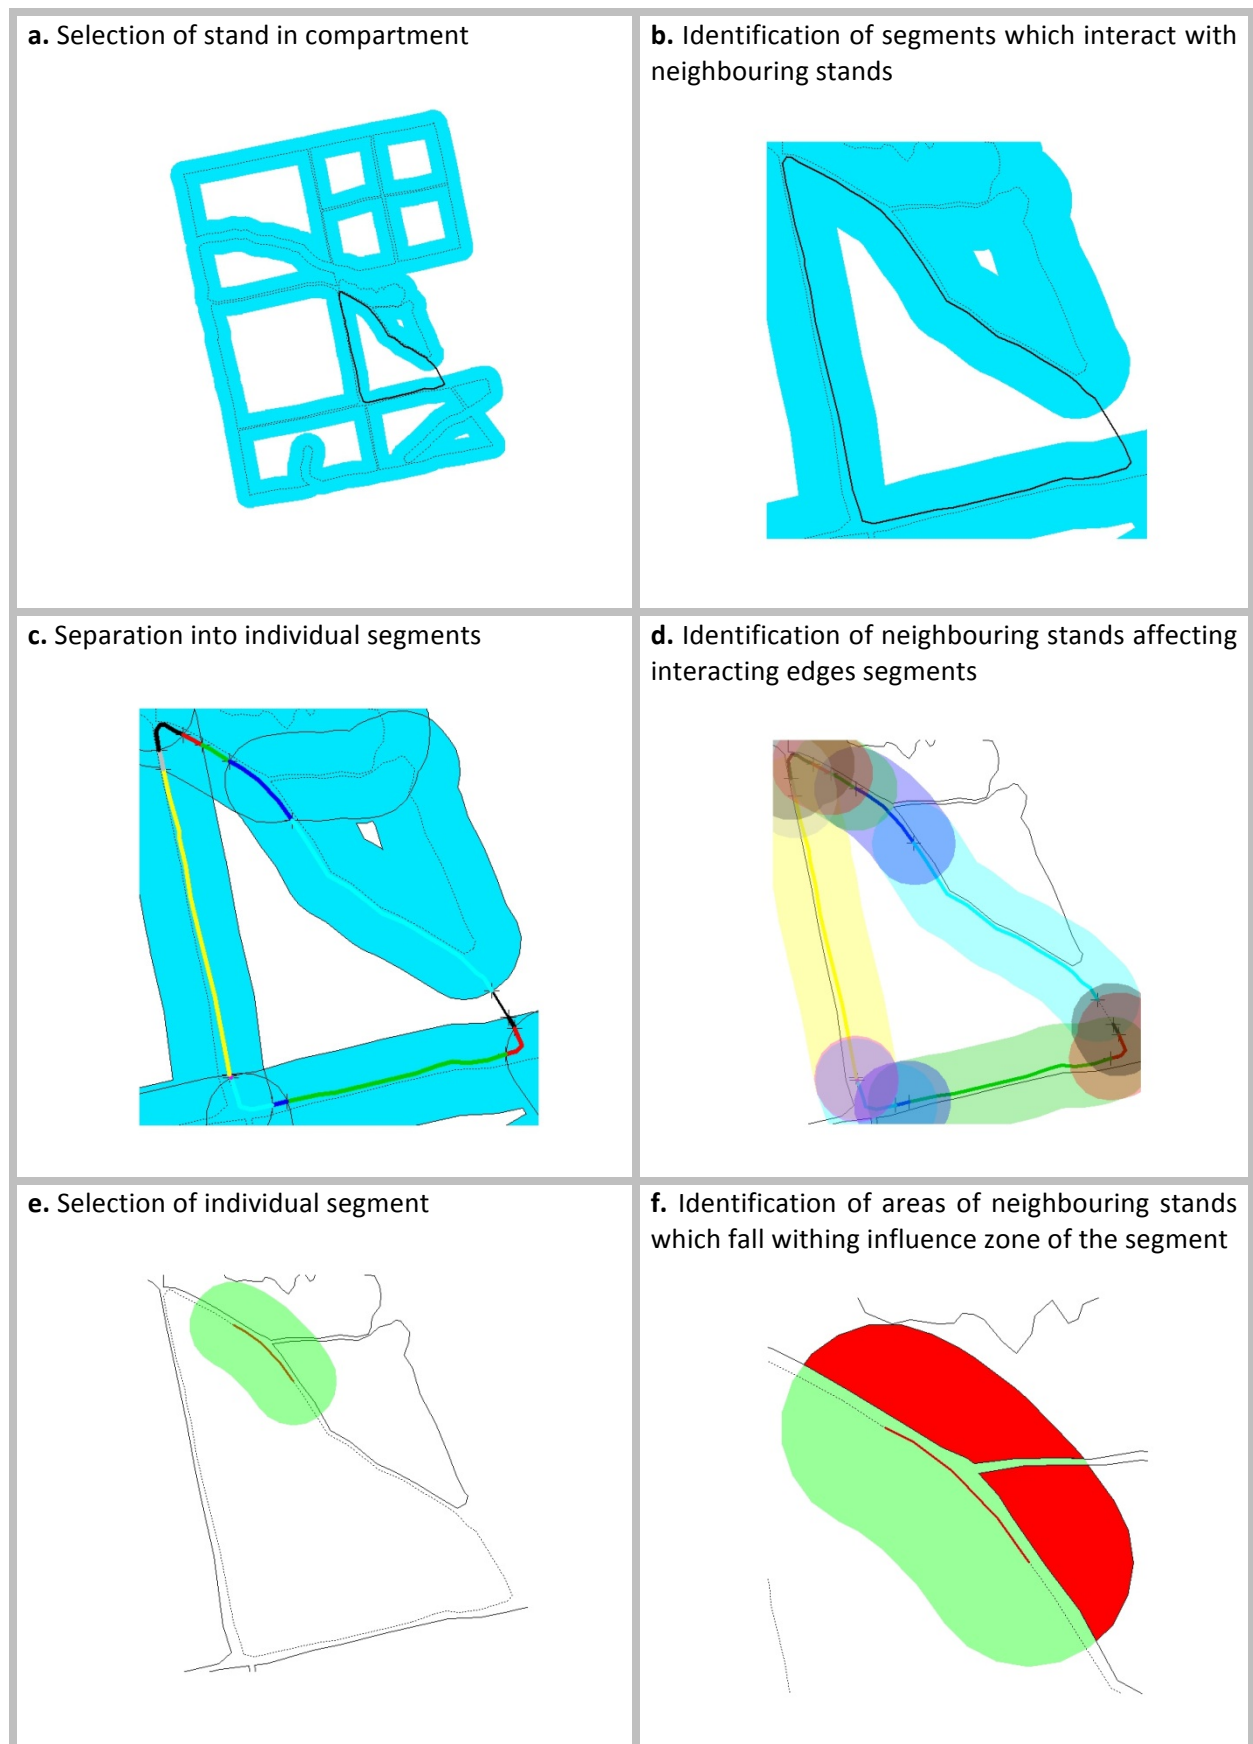 a. Selection of stand in compartment
b. Identification of segments which interact with
neighbouring stands
c. Separation into individual segments
d. Identification of neighbouring stands affecting
interacting edges segments
e. Selection of individual segment
f. Identification of areas of neighbouring stands
which fall withing influence zone of the segment